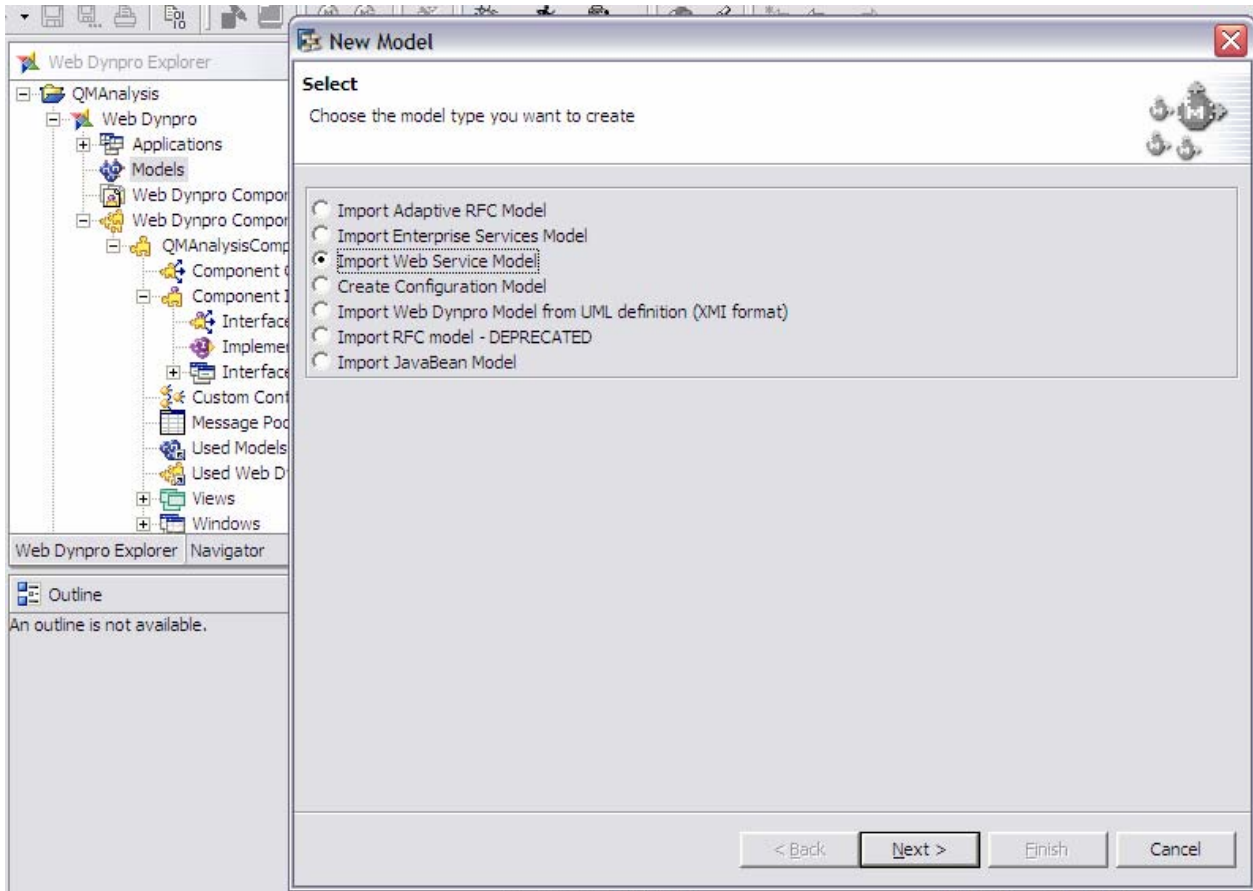 New Model
Web Dynpro Explorer
QMAnalysis
Web Dynpro
Applications
Models
Web Dynpro Compor
Web Dynpro Compor
QMAnalysisComp
Component
Component I
Interface
Implemer
Interface
Custom Cont
Message Poo
Used Models
Used Web D
Views
Windows
Web Dynpro Explorer Navigator
Outline
An outline is not available.
Select
Choose the model type you want to create
Import Adaptive RFC Model
Import Enterprise Services Model
Import Web Service Model
Create Configuration Model
Import Web Dynpro Model from UML definition (XMI format)
Import RFC model - DEPRECATED
Import JavaBean Model
< Back Next > Finish Cancel